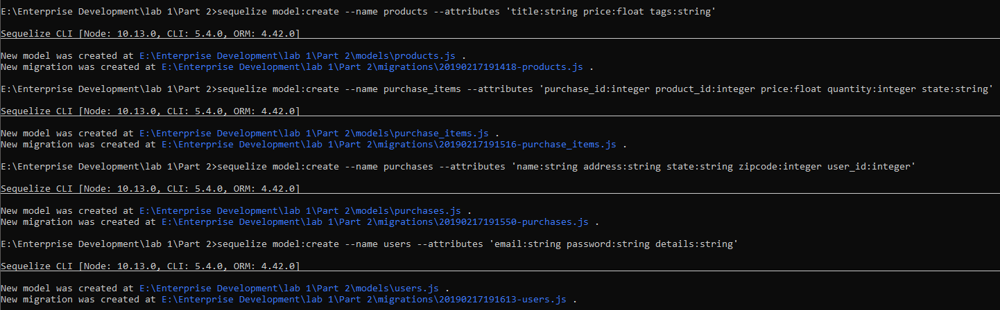 E:\Enterprise Development\lab 1\Part 2>sequelize model:create --name products --attributes 'title:string price:float tags:string'
Sequelize CLI [Node: 10.13.0, CLI: 5.4.0, ORM: 4.42.0]
New model was created at E:\Enterprise Development\lab 1\Part 2\models\products.js .
New migration was created at E:\Enterprise Development\lab 1\Part 2\migrations\20190217191418-products.js .
E:\Enterprise Development\lab 1\Part 2>sequelize model:create --name purchase_items --attributes 'purchase_id:integer product_id:integer price:float quantity:integer state:string'
Sequelize CLI [Node: 10.13.0, CLI: 5.4.0, ORM: 4.42.0]
New model was created at E:\Enterprise Development\lab 1\Part 2\models\purchase_items.js .
New migration was created at E:\Enterprise Development\lab 1\Part 2\migrations\20190217191516-purchase_items.js .
E:\Enterprise Development\lab 1\Part 2>sequelize model:create --name purchases --attributes 'name:string address:string state:string zipcode:integer user_id:integer'
Sequelize CLI [Node: 10.13.0, CLI: 5.4.0, ORM: 4.42.0]
New model was created at E:\Enterprise Development\lab 1\Part 2\models\purchases.js .
New migration was created at E:\Enterprise Development\lab 1\Part 2\migrations\20190217191550-purchases.js .
E:\Enterprise Development\lab 1\Part 2>sequelize model:create --name users --attributes 'email:string password:string details:string'
Sequelize CLI [Node: 10.13.0, CLI: 5.4.0, ORM: 4.42.0]
New model was created at E:\Enterprise Development\lab 1\Part 2\models\users.js .
New migration was created at E:\Enterprise Development\lab 1\Part 2\migrations\20190217191613-users.js .